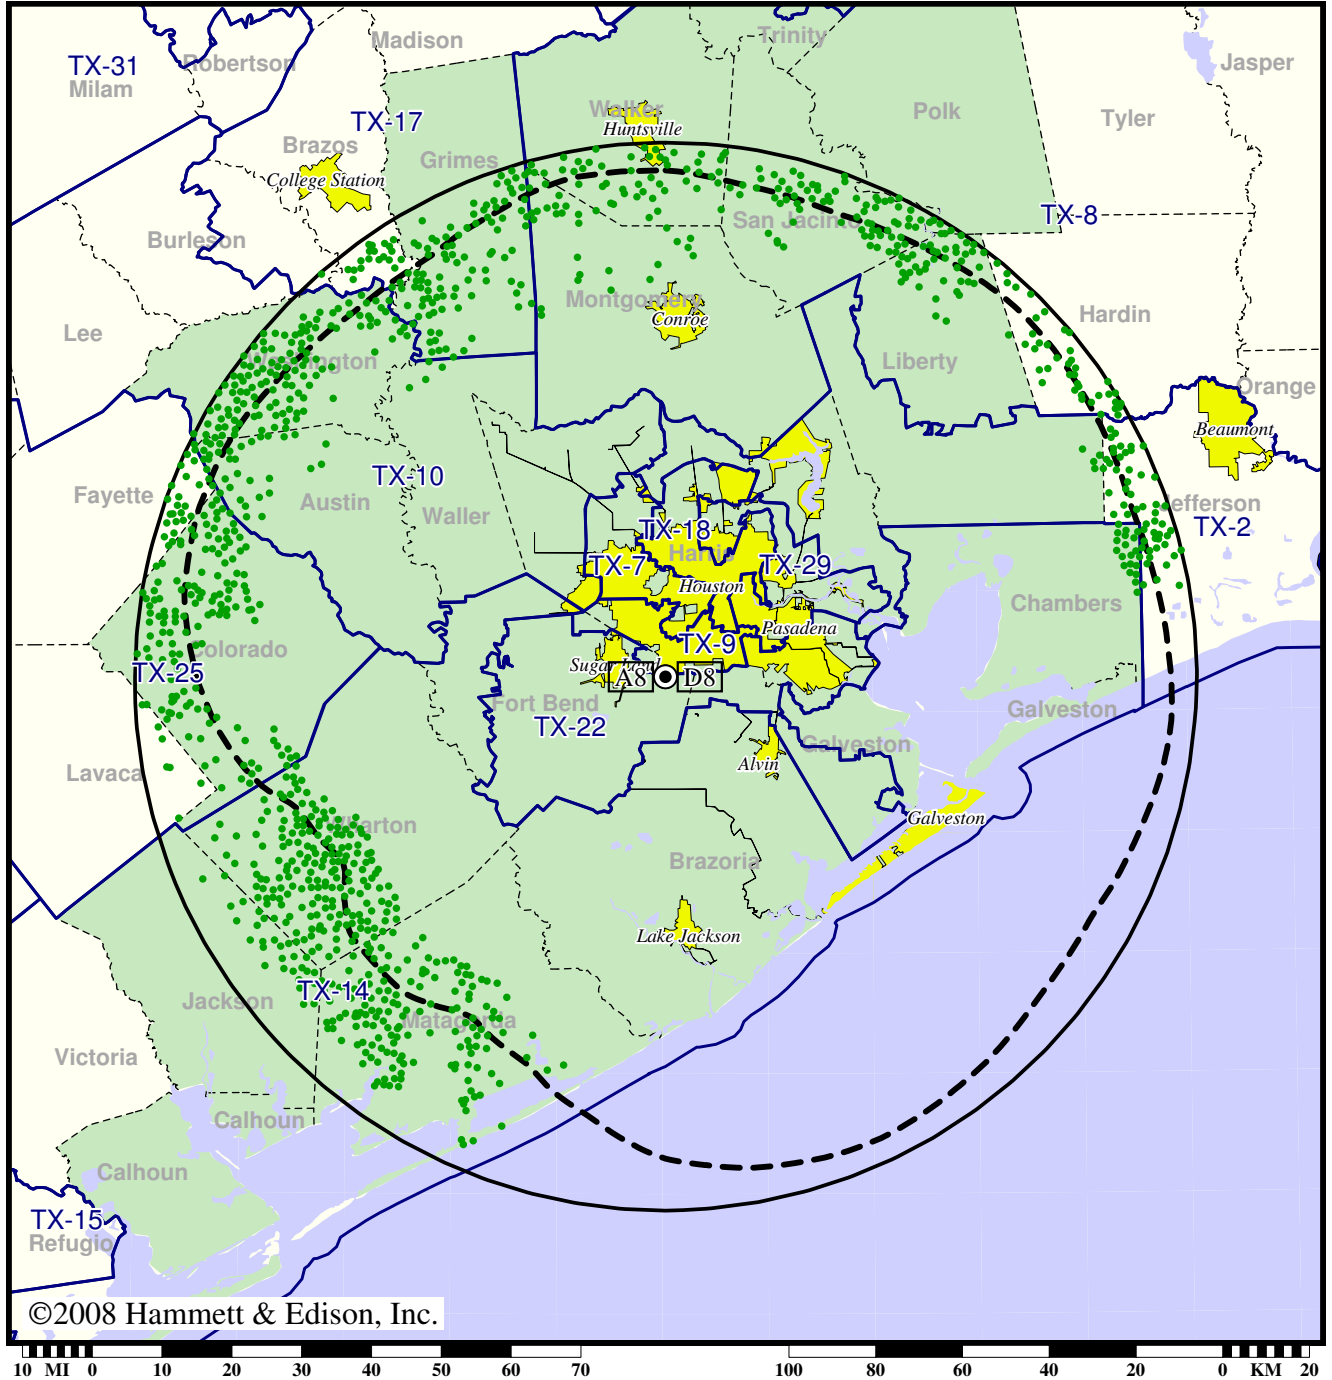 Madison
Trinity
TX-31
Robertson
Jasper
Milam
Walker
Polk
Tyler
TX-17
Huntsville
Brazos
Grimes
College Station
TX-8
San Jacinto
Burleson
Montgomery
Hardin
Conroe
Lee
Washington
Liberty
Orange
Beaumont
TX-10
Fayette
Austin
Waller
Jefferson
TX-18
TX-2
Harris
TX-7
TX-29
Houston
Chambers
Pasadena
TX-9
Colorado
Sugar Land
TX-25
A8
D8
Fort Bend
Galveston
TX-22
Galveston
Alvin
Lavaca
Galveston
Wharton
Brazoria
Lake Jackson
TX-14
Jackson
Matagorda
Victoria
Calhoun
Calhoun
TX-15
Refugio
©2008 Hammett & Edison, Inc.
10 MI 0 10 20 30 40 50 60 70 100 80 60 40 20 0 KM 20